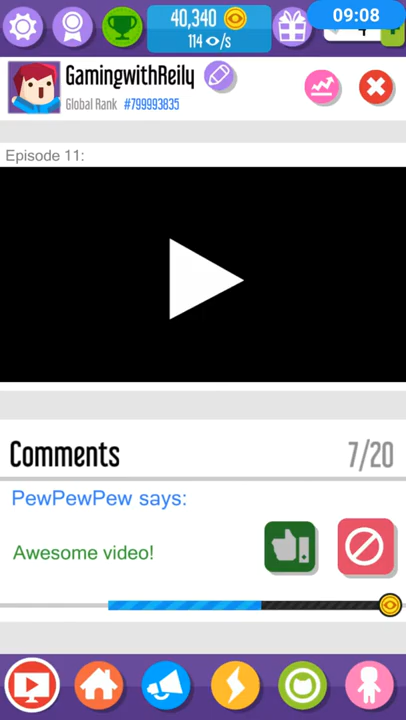 40,340
114 /s
09:08
GamingwithReily
Global Rank #799993835
Episode 11:
Comments 7/20
PewPewPew says:
Awesome video!